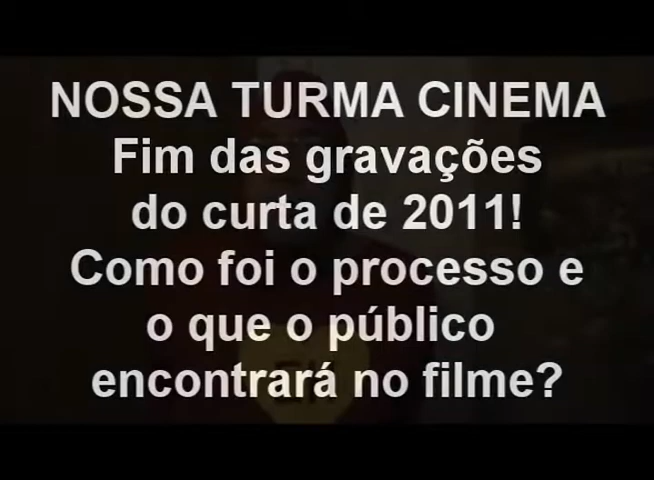 NOSSA TURMA CINEMA
Fim das gravações
do curta de 2011!
Como foi o processo e
o que o público
encontrará no filme?